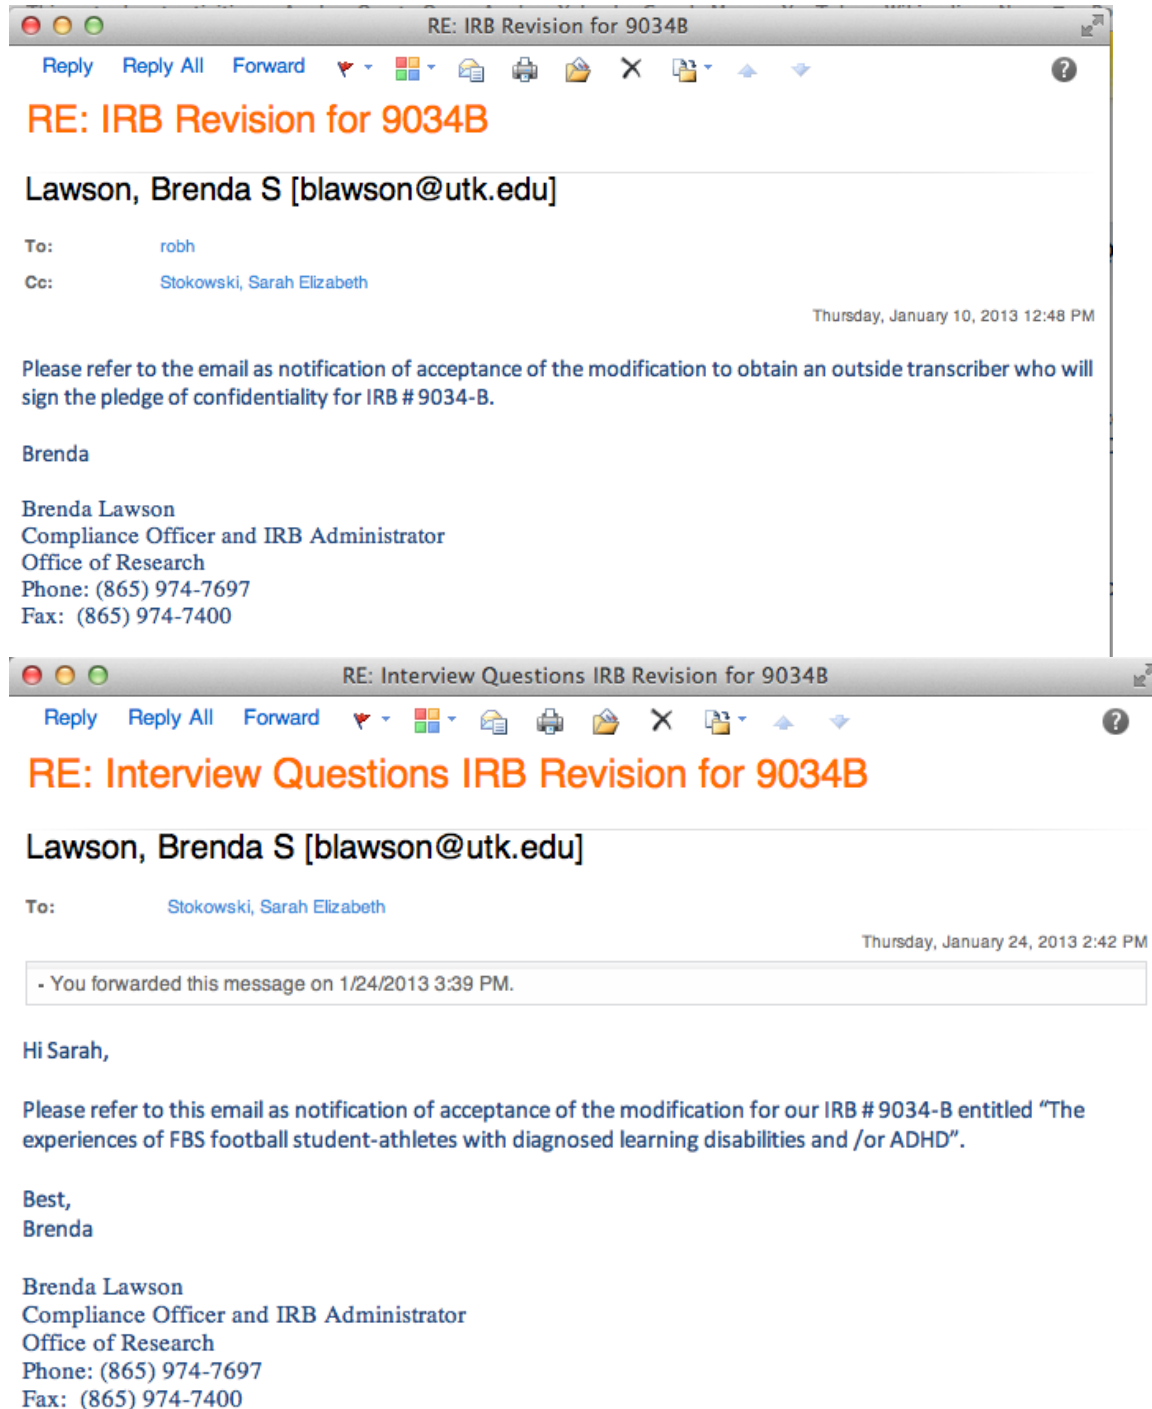 RE: IRB Revision for 9034B
Reply Reply All Forward
RE: IRB Revision for 9034B
Lawson, Brenda S [blawson@utk.edu]
To: robh
Cc: Stokowski, Sarah Elizabeth
Thursday, January 10, 2013 12:48 PM
Please refer to the email as notification of acceptance of the modification to obtain an outside transcriber who will
sign the pledge of confidentiality for IRB # 9034-B.
Brenda
Brenda Lawson
Compliance Officer and IRB Administrator
Office of Research
Phone: (865) 974-7697
Fax: (865) 974-7400
RE: Interview Questions IRB Revision for 9034B
Reply Reply All Forward
RE: Interview Questions IRB Revision for 9034B
Lawson, Brenda S [blawson@utk.edu]
To: Stokowski, Sarah Elizabeth
Thursday, January 24, 2013 2:42 PM
- You forwarded this message on 1/24/2013 3:39 PM.
Hi Sarah,
Please refer to this email as notification of acceptance of the modification for our IRB # 9034-B entitled “The
experiences of FBS football student-athletes with diagnosed learning disabilities and /or ADHD”.
Best,
Brenda
Brenda Lawson
Compliance Officer and IRB Administrator
Office of Research
Phone: (865) 974-7697
Fax: (865) 974-7400